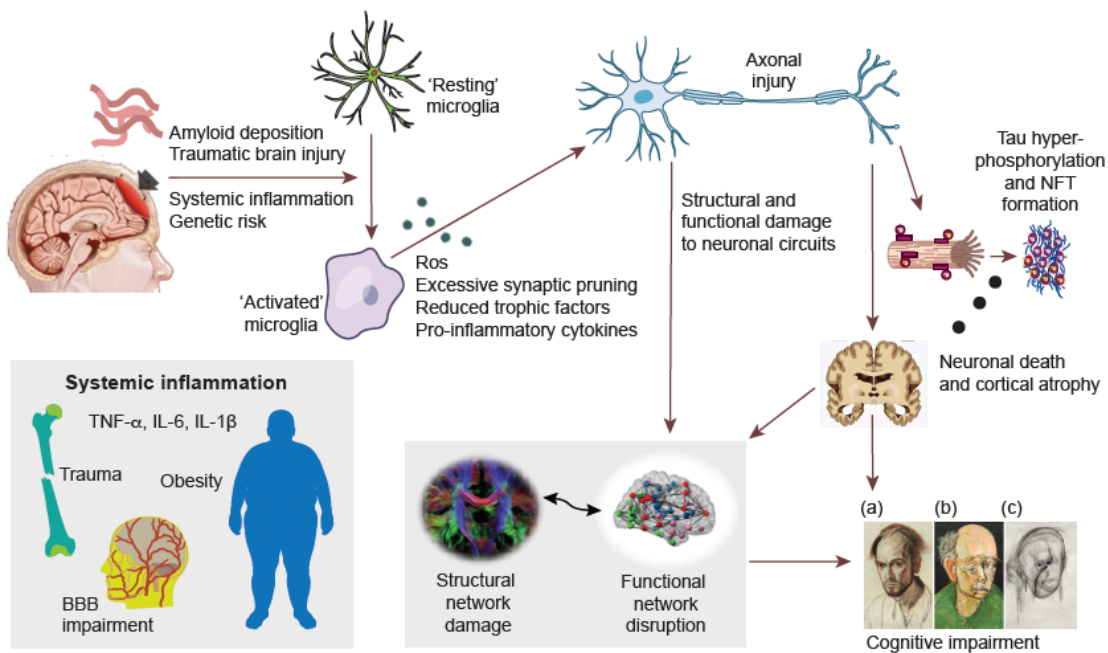 'Resting'
microglia
Amyloid deposition
Traumatic brain injury
Systemic inflammation
Genetic risk
'Activated'
microglia
Ros
Excessive synaptic pruning
Reduced trophic factors
Pro-inflammatory cytokines
Axonal
injury
Structural and
functional damage
to neuronal circuits
Tau hyper-
phosphorylation
and NFT
formation
Neuronal death
and cortical atrophy
Systemic inflammation
TNF-α, IL-6, IL-1β
Trauma
Obesity
BBB
impairment
Structural
network
damage
Functional
network
disruption
(a)
(b)
(c)
Cognitive impairment